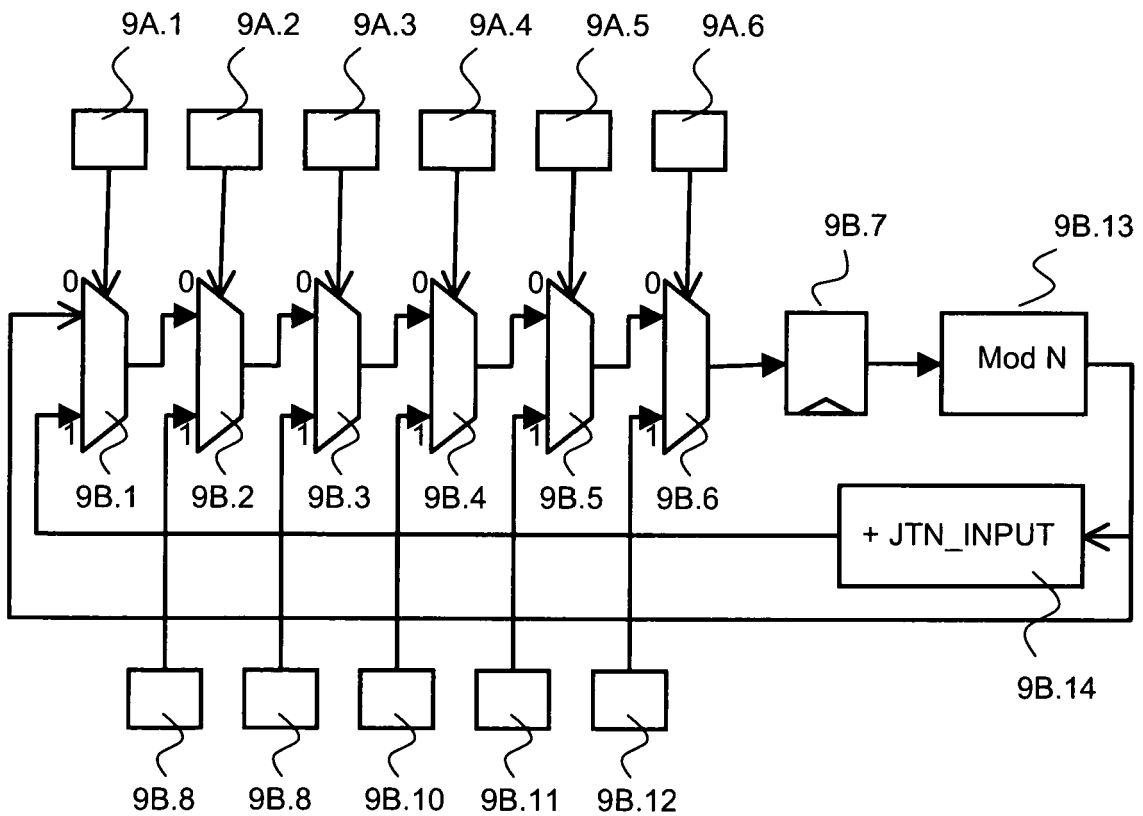 9A.1 9A.2 9A.3 9A.4 9A.5 9A.6
9B.7 9B.13
0 0 0 0 0 0
Mod N
1 1 1 1 1 1
9B.1 9B.2 9B.3 9B.4 9B.5 9B.6
+ JTN_INPUT
9B.14
9B.8 9B.8 9B.10 9B.11 9B.12